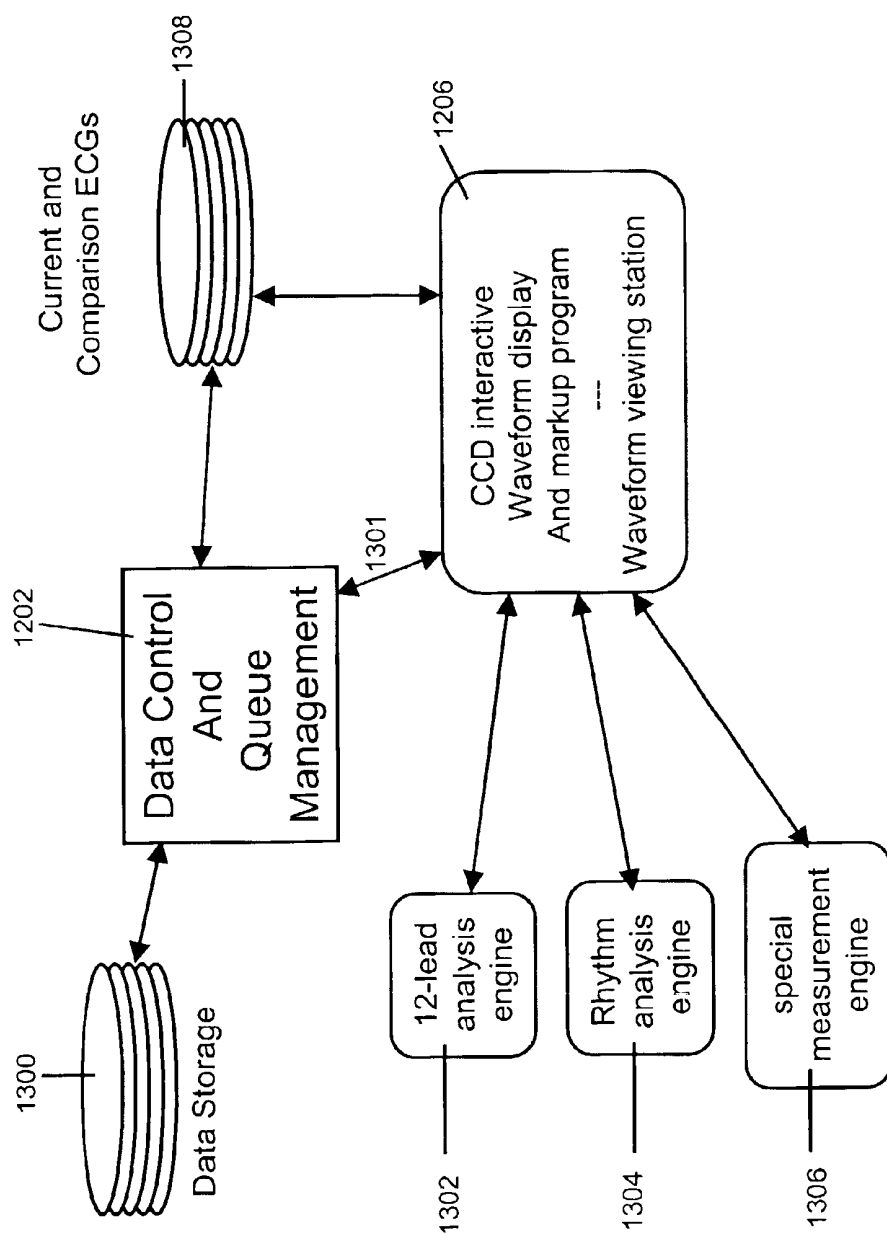 1300
Data Storage
1202
Data Control
And
Queue
Management
Current and
Comparison ECGs
1308
1301
1302
12-lead
analysis
engine
1304
Rhythm
analysis
engine
1306
special
measurement
engine
CCD interactive
Waveform display
And markup program
---
Waveform viewing station
1206